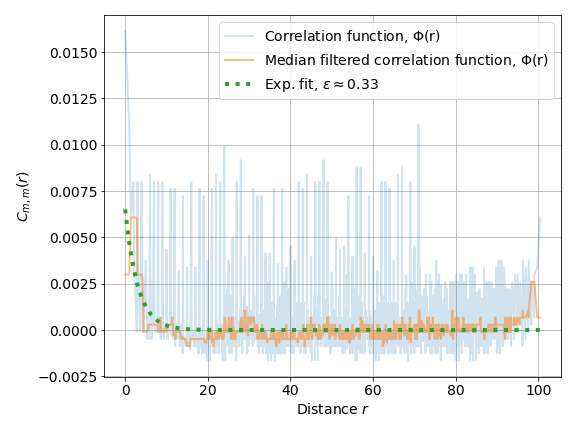 Correlation function, Φ(r)
Median filtered correlation function, Φ(r)
Exp. fit, ε ≈ 0.33
0.0150
0.0125
0.0100
0.0075
0.0050
0.0025
0.0000
−0.0025
C_{m,m}(r)
0 20 40 60 80 100
Distance r